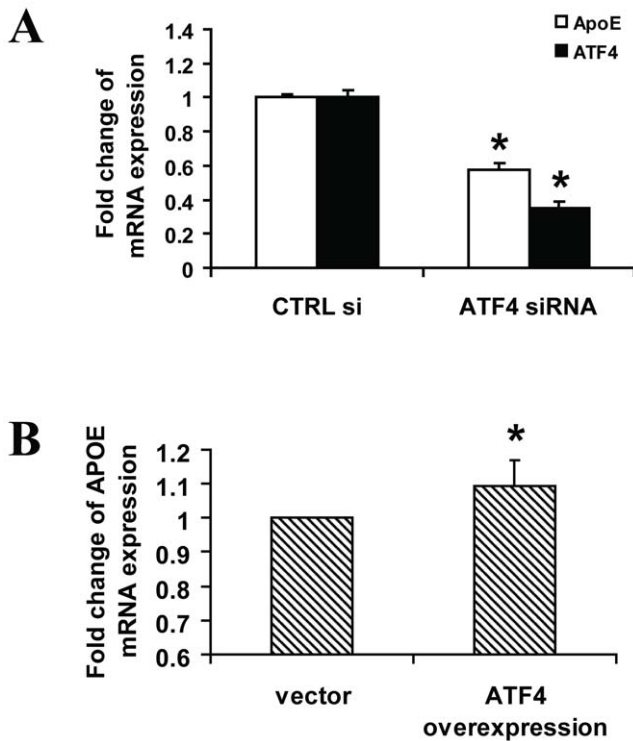 A
ApoE
ATF4
Fold change of
mRNA expression
1.4
1.2
1
0.8
0.6
0.4
0.2
0
*
*
CTRL si
ATF4 siRNA
B
Fold change of APOE
mRNA expression
1.2
1.1
1
0.9
0.8
0.7
0.6
*
vector
ATF4
overexpression